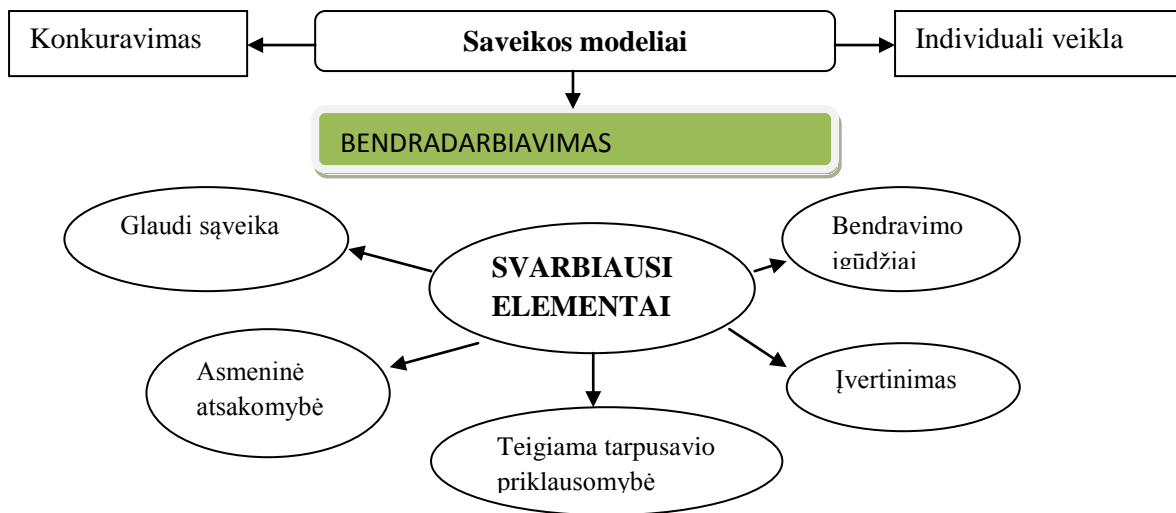 Konkuravimas
Saveikos modeliai
Individuali veikla
BENDRADARBIAVIMAS
Glaudi sąveika
Bendravimo
įgūdžiai
SVARBIAUSI
ELEMENTAI
Asmeninė
atsakomybė
Įvertinimas
Teigiama tarpusavio
priklausomybė